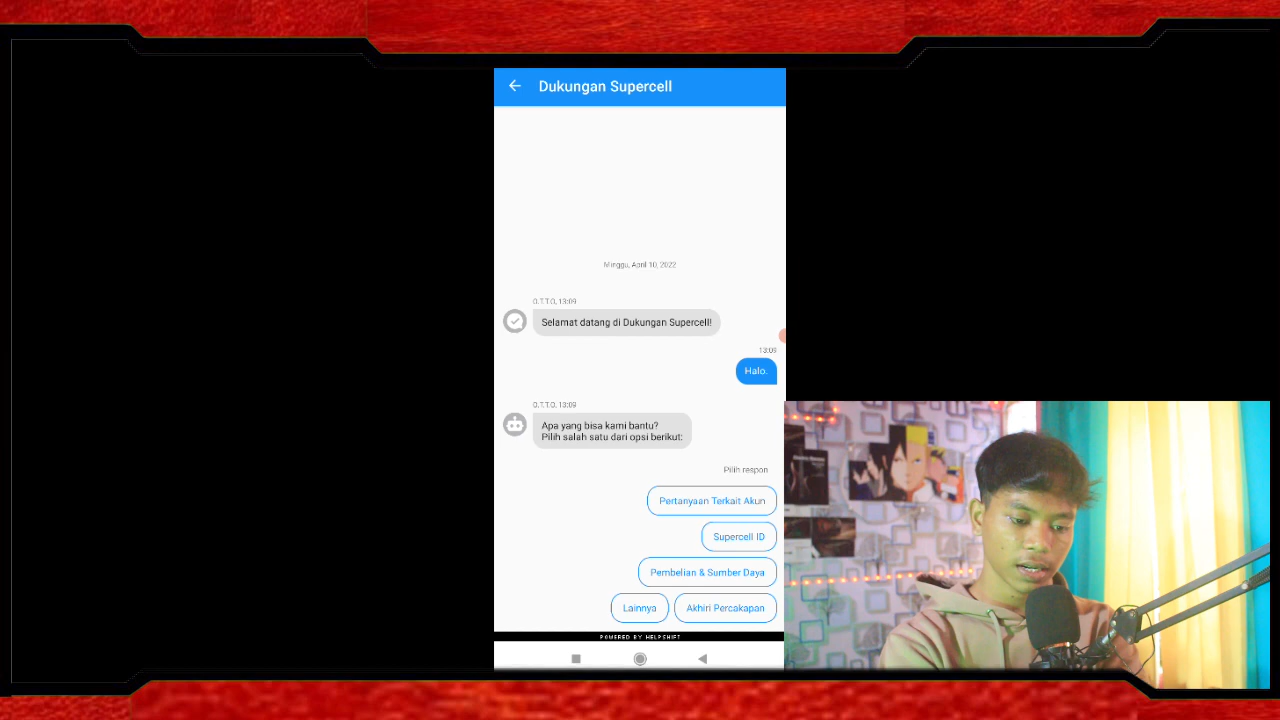 Dukungan Supercell
Minggu, April 10, 2022
O.T.T.O, 13:09
Selamat datang di Dukungan Supercell!
13:09
Halo.
O.T.T.O, 13:09
Apa yang bisa kami bantu?
Pilih salah satu dari opsi berikut:
Pilih respon
Pertanyaan Terkait Akun
Supercell ID
Pembelian & Sumber Daya
Lainnya
Akhiri Percakapan
POWERED BY HELPSHIFT